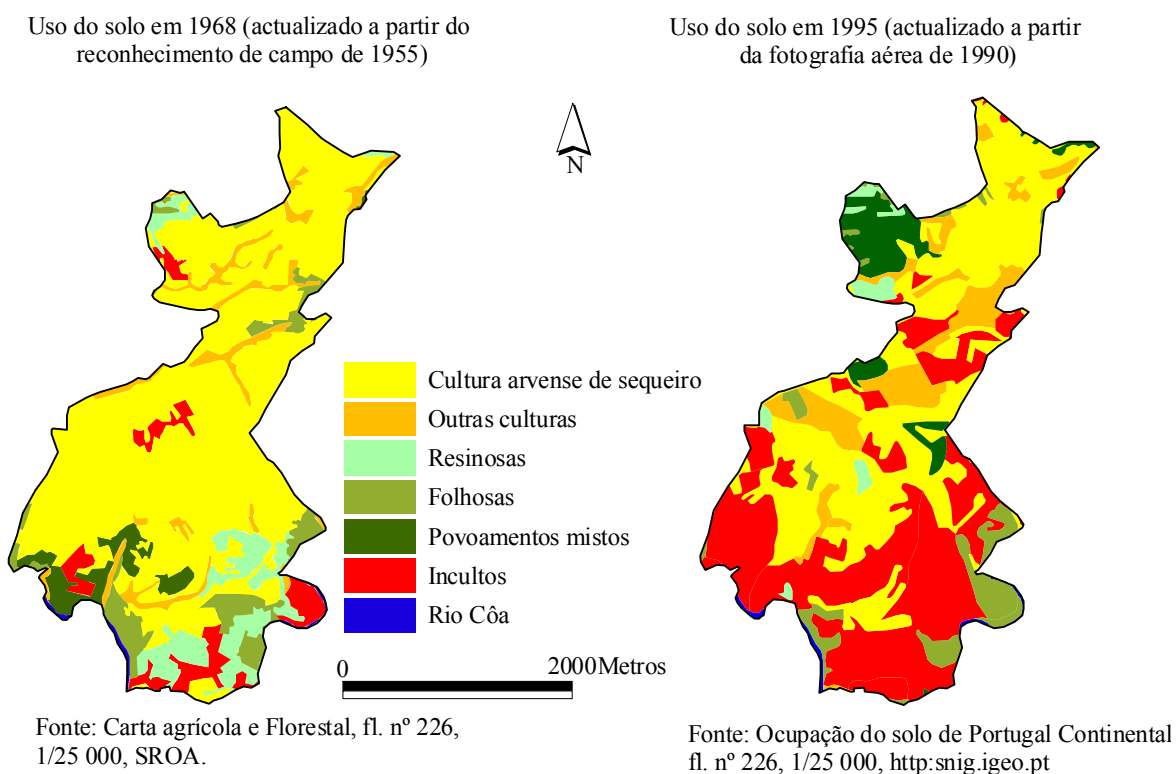 Uso do solo em 1968 (actualizado a partir do
reconhecimento de campo de 1955)
Uso do solo em 1995 (actualizado a partir
da fotografia aérea de 1990)
N
Cultura arvense de sequeiro
Outras culturas
Resinosas
Folhosas
Povoamentos mistos
Incultos
Rio Côa
0 2000Metros
Fonte: Carta agrícola e Florestal, fl. nº 226,
1/25 000, SROA.
Fonte: Ocupação do solo de Portugal Continental
fl. nº 226, 1/25 000, http:snig.igeo.pt